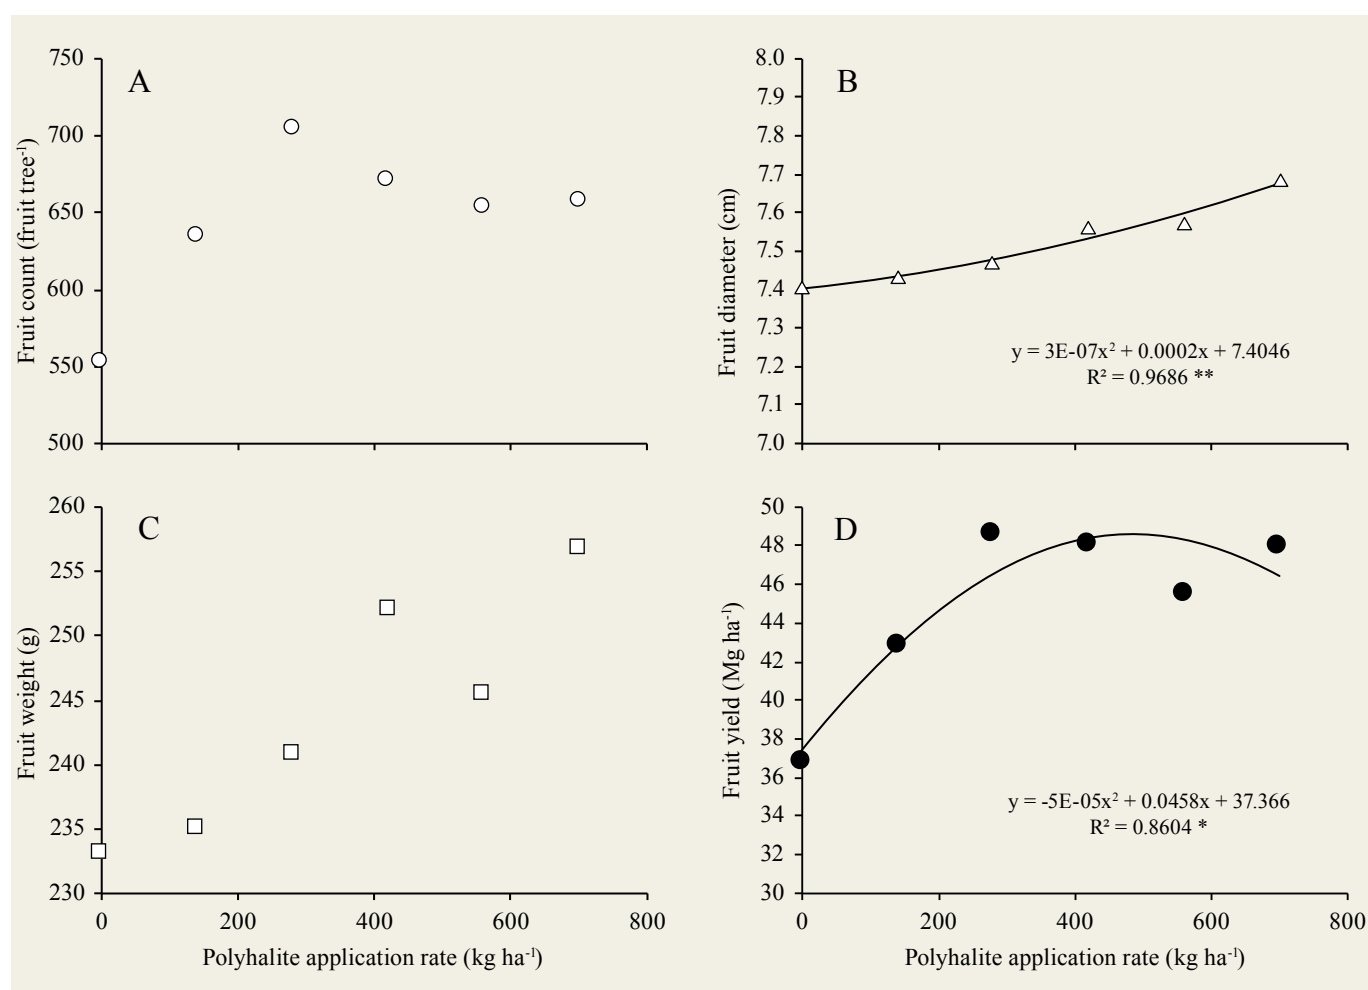 A
750
700
650
600
550
500
Fruit count (fruit tree⁻¹)
B
8.0
7.9
7.8
7.7
7.6
7.5
7.4
7.3
7.2
7.1
7.0
Fruit diameter (cm)
y = 3E-07x² + 0.0002x + 7.4046
R² = 0.9686 **
C
260
255
250
245
240
235
230
Fruit weight (g)
0 200 400 600 800
Polyhalite application rate (kg ha⁻¹)
D
50
48
46
44
42
40
38
36
34
32
30
Fruit yield (Mg ha⁻¹)
y = -5E-05x² + 0.0458x + 37.366
R² = 0.8604 *
0 200 400 600 800
Polyhalite application rate (kg ha⁻¹)